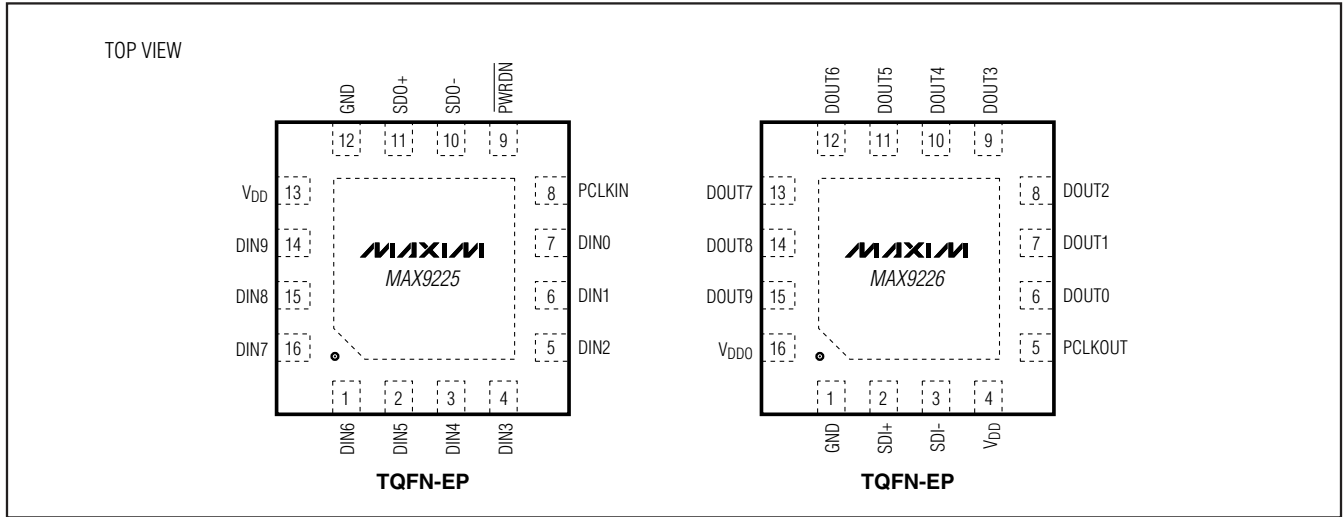 TOP VIEW
GND SDO+ SDO- PWRDN
12 11 10 9
VDD 13
DIN9 14
DIN8 15
DIN7 16
8 PCLKIN
7 DIN0
6 DIN1
5 DIN2
MAXIM
MAX9225
1 2 3 4
DIN6 DIN5 DIN4 DIN3
TQFN-EP
DOUT6 DOUT5 DOUT4 DOUT3
12 11 10 9
DOUT7 13
DOUT8 14
DOUT9 15
VDDO 16
8 DOUT2
7 DOUT1
6 DOUT0
5 PCLKOUT
MAXIM
MAX9226
1 2 3 4
GND SDI+ SDI- VDD
TQFN-EP